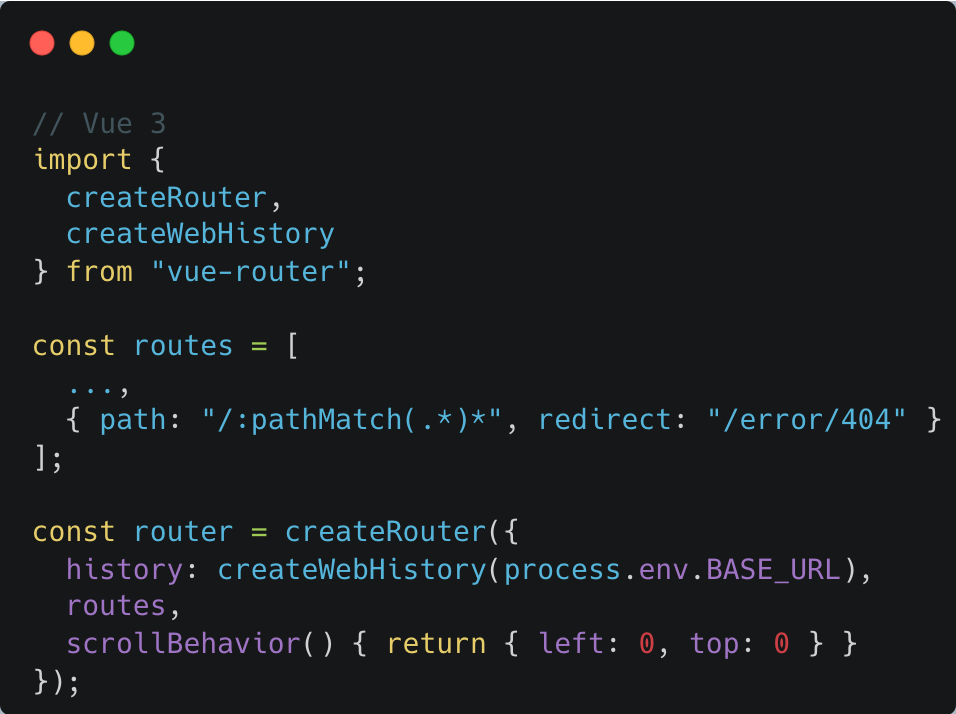 // Vue 3
import {
  createRouter,
  createWebHistory
} from "vue-router";

const routes = [
  ...,
  { path: "/:pathMatch(.*)*", redirect: "/error/404" }
];

const router = createRouter({
  history: createWebHistory(process.env.BASE_URL),
  routes,
  scrollBehavior() { return { left: 0, top: 0 } }
});